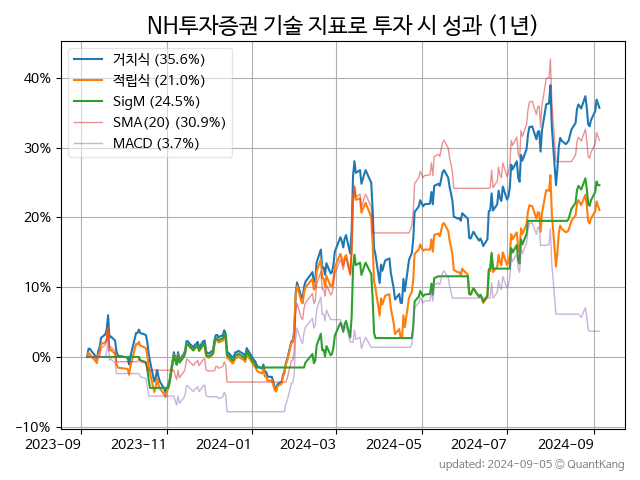 NH투자증권 기술 지표로 투자 시 성과 (1년)
거치식 (35.6%)
적립식 (21.0%)
SigM (24.5%)
SMA(20) (30.9%)
MACD (3.7%)
40%
30%
20%
10%
0%
−10%
2023-09 2023-11 2024-01 2024-03 2024-05 2024-07 2024-09
updated: 2024-09-05 © QuantKang